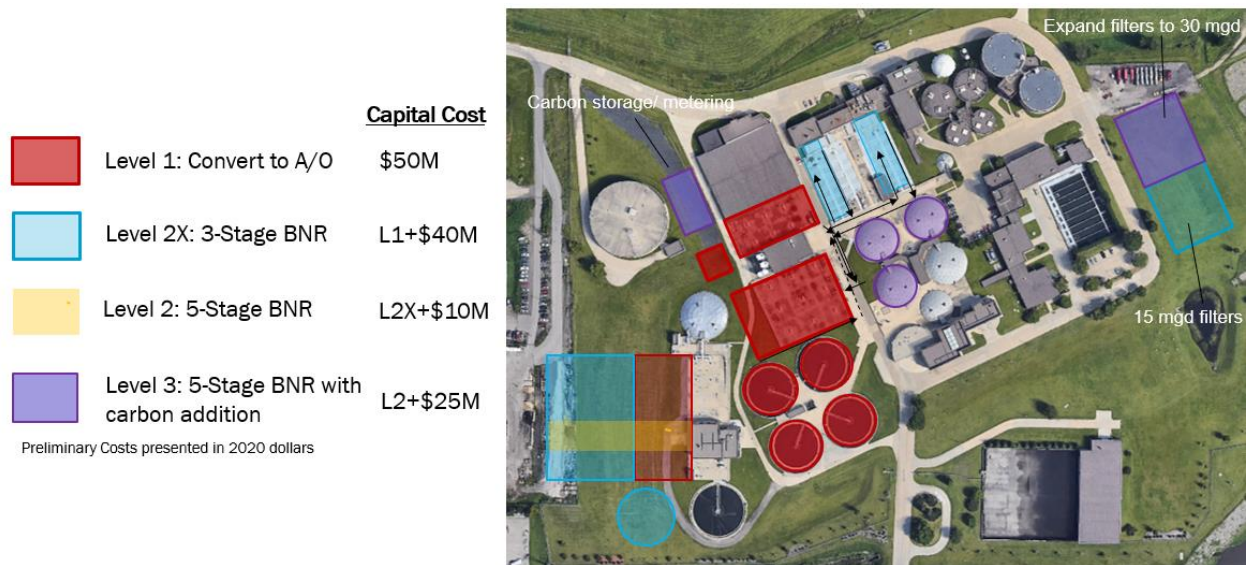 Capital Cost
Level 1: Convert to A/O
$50M
Level 2X: 3-Stage BNR
L1+$40M
Level 2: 5-Stage BNR
L2X+$10M
Level 3: 5-Stage BNR with
carbon addition
L2+$25M
Preliminary Costs presented in 2020 dollars
Expand filters to 30 mgd
Carbon storage/ metering
15 mgd filters